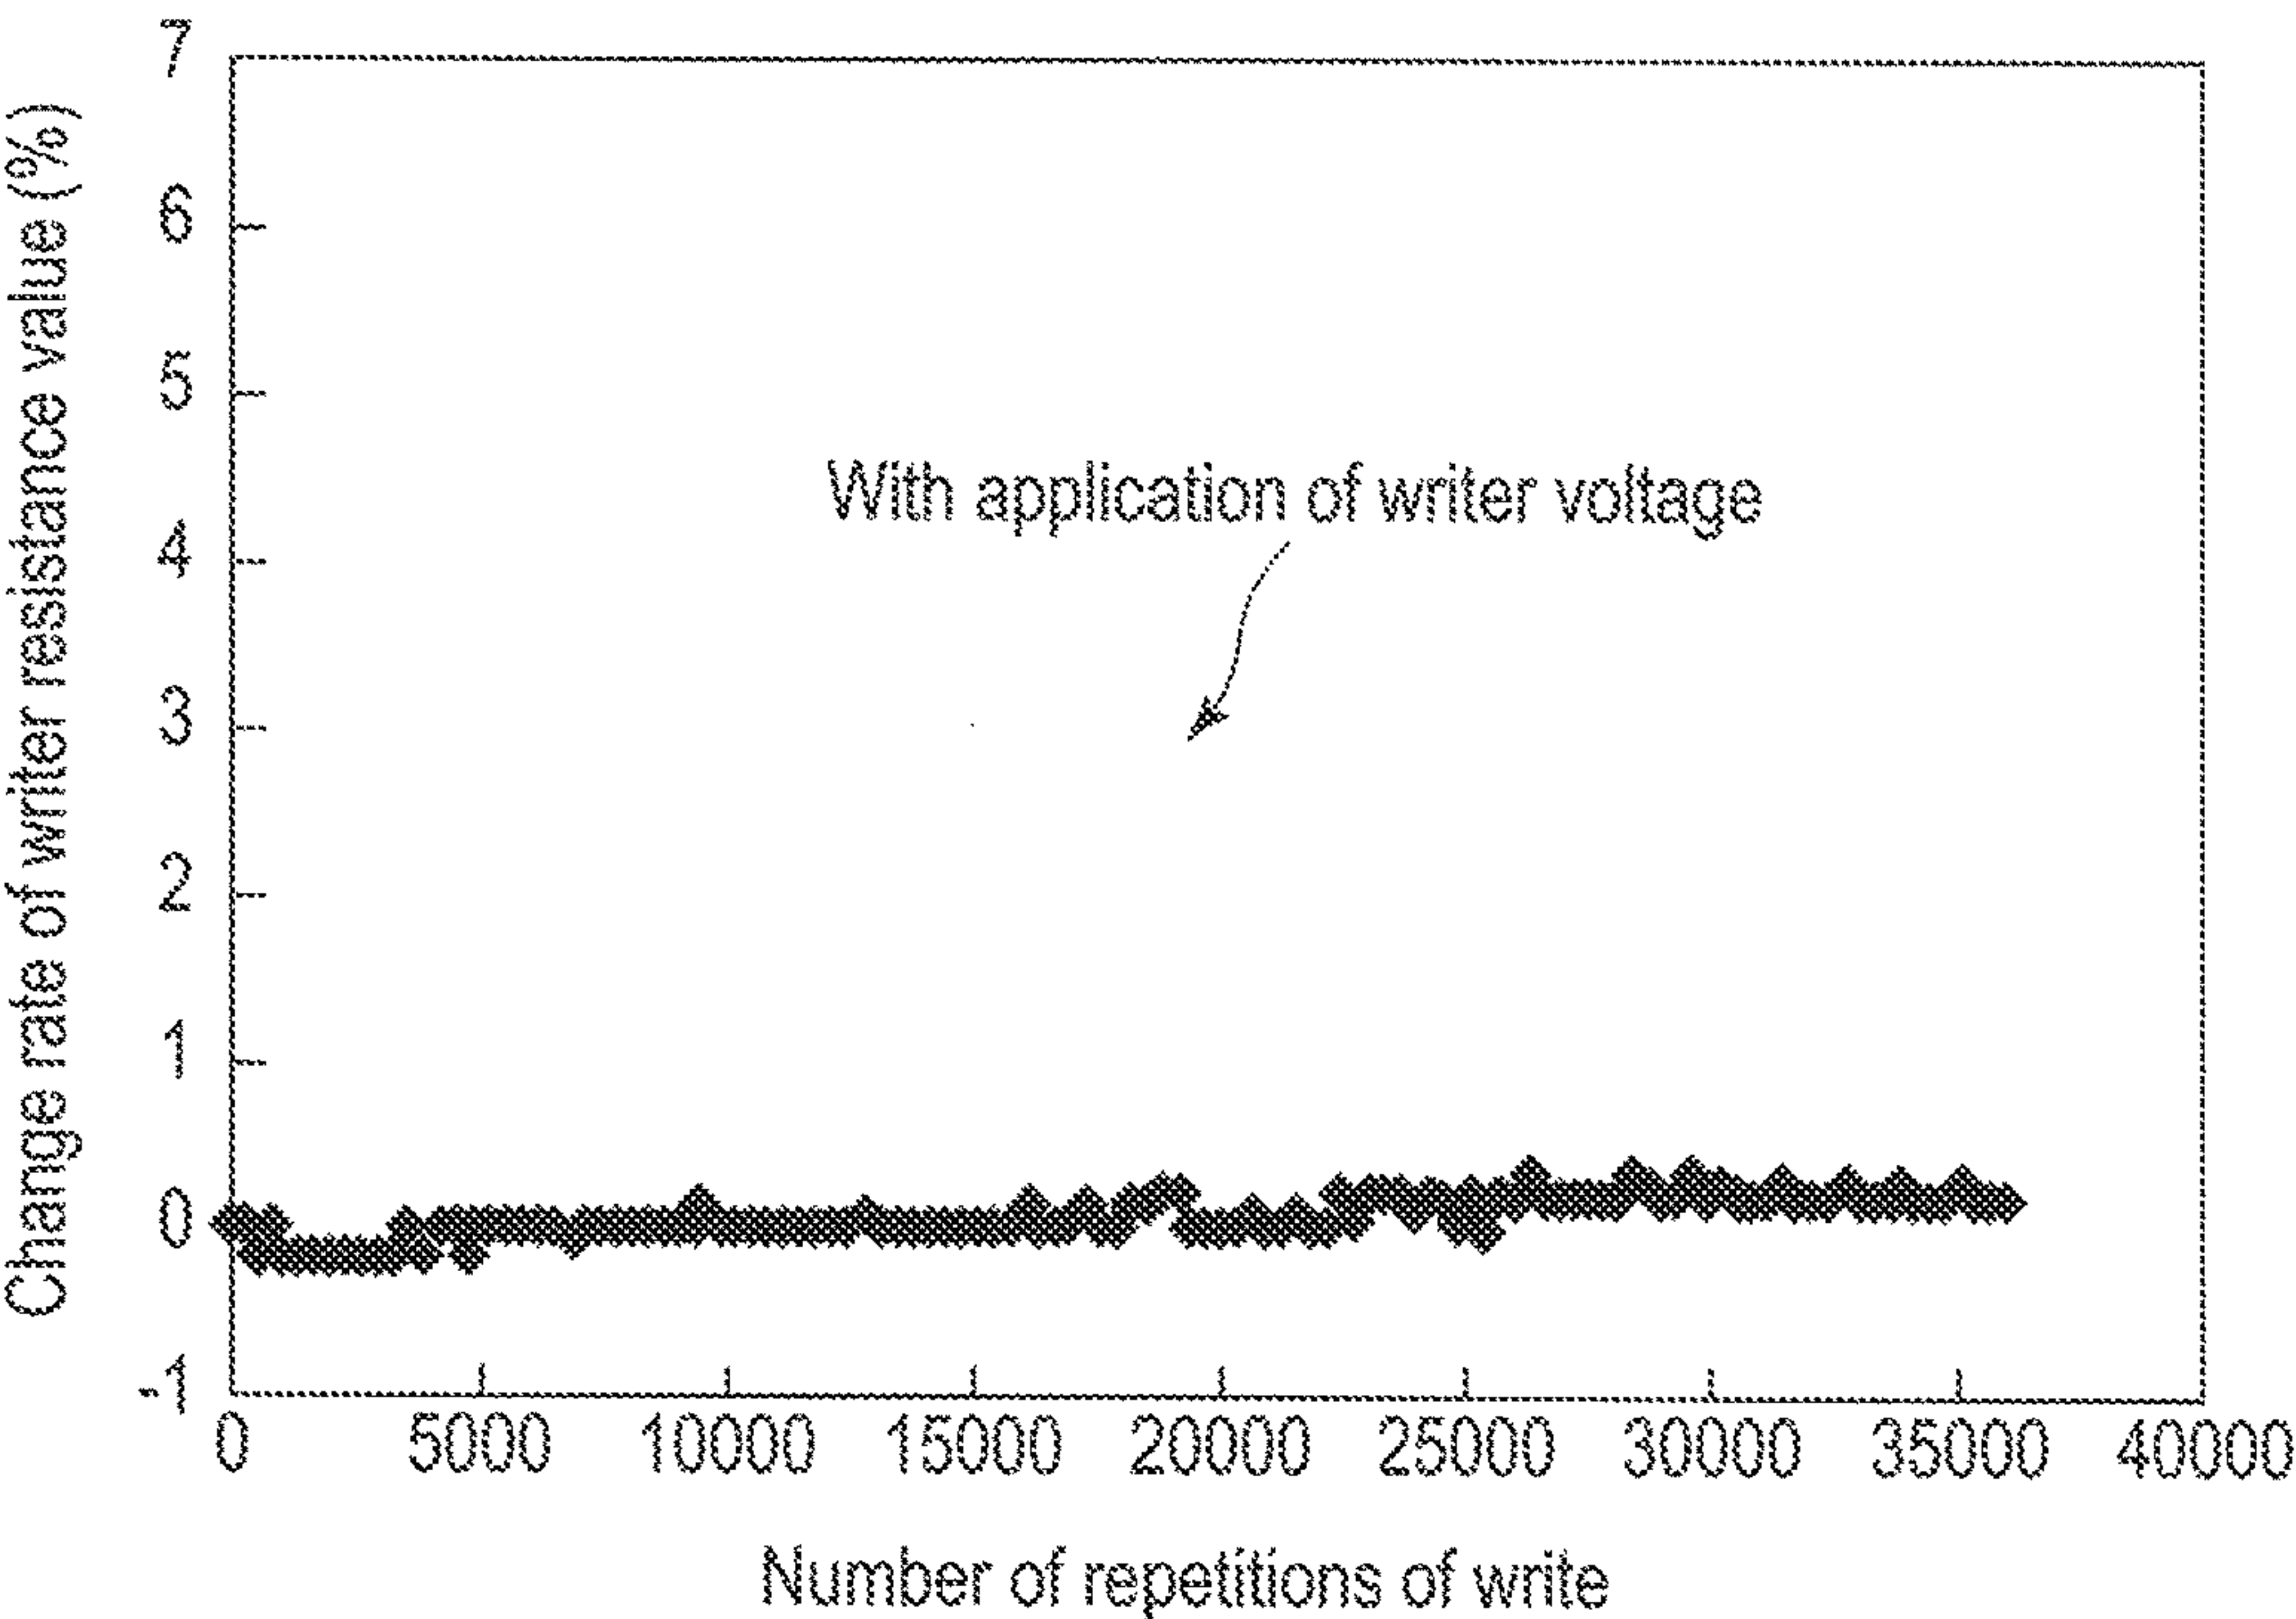 Change rate of writer resistance value (%)
7
6
5
4
3
2
1
0
-1
With application of writer voltage
0 5000 10000 15000 20000 25000 30000 35000 40000
Number of repetitions of write